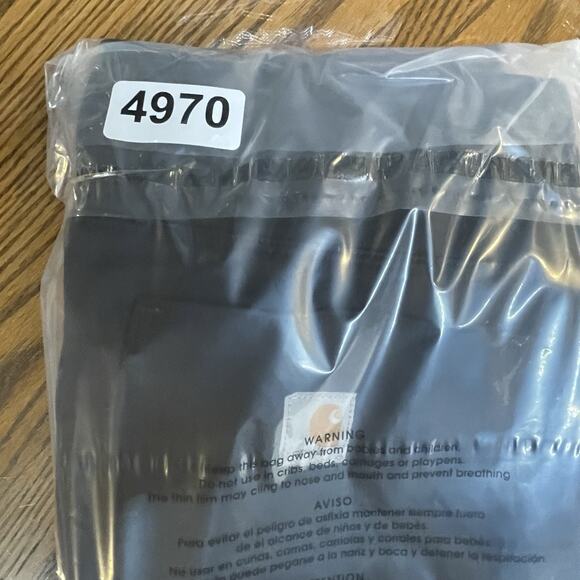 4970
WARNING
Keep the bag away from babies and children.
Do not use in cribs, beds, carriages or playpens.
The thin film may cling to nose and mouth and prevent breathing
AVISO
Para evitar el peligro de asfixia mantener siempre fuera
de el alcance de niños y de bebés.
No usar en cunas, camas, carriolas y corrales para bebés
puede pegarse a la nariz y boca y detener la respiración.